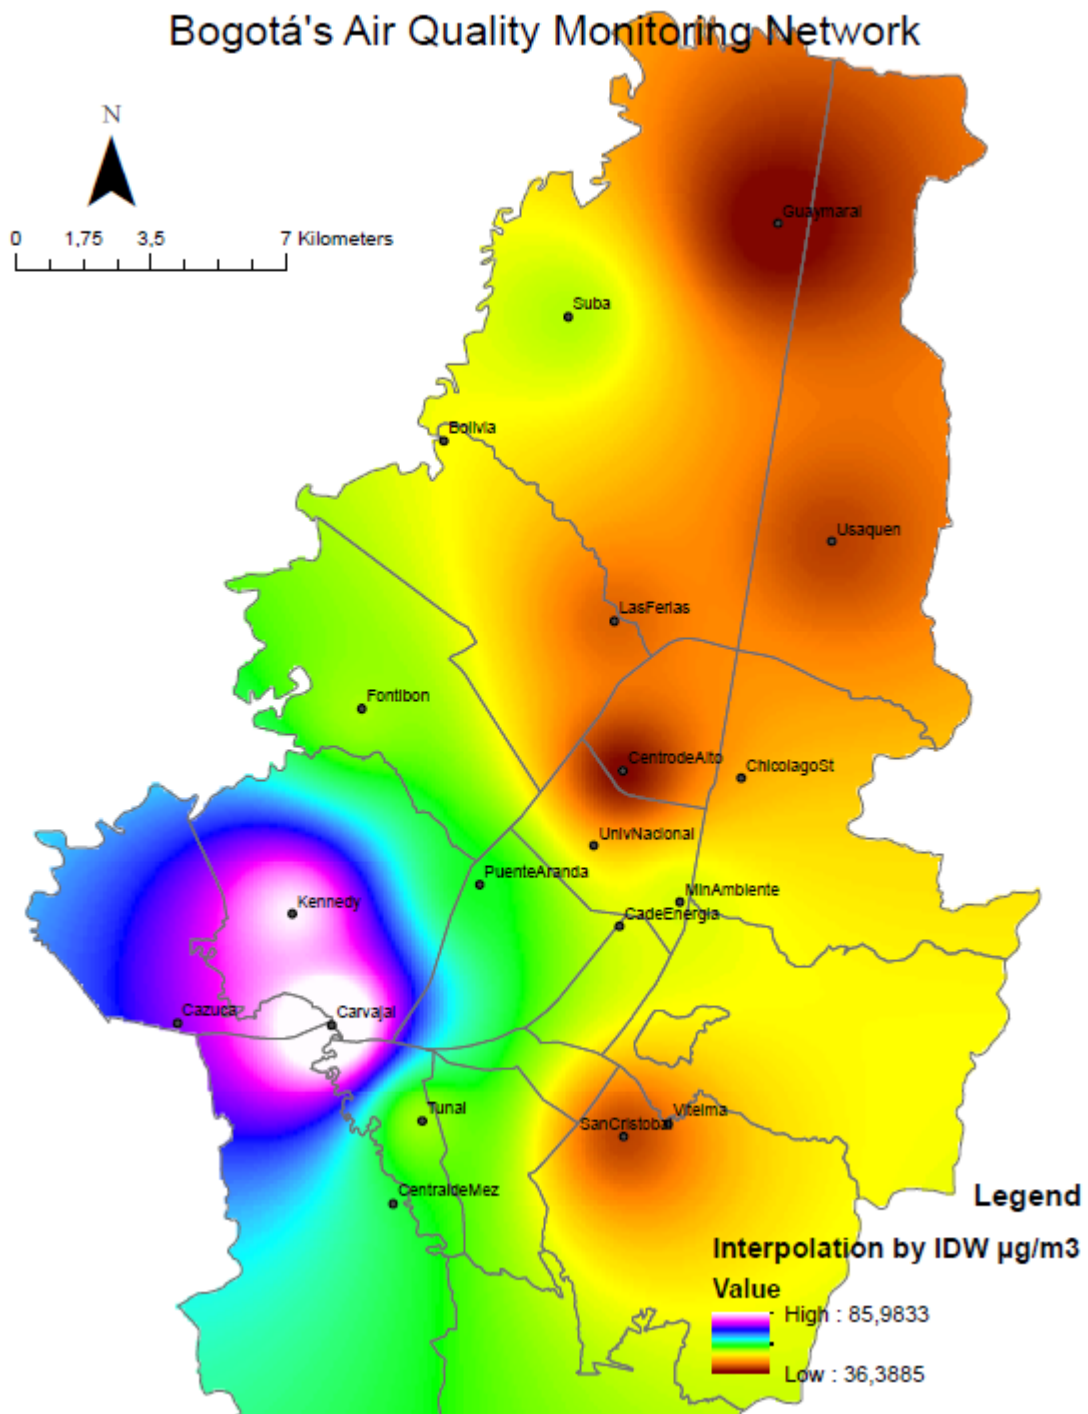 Bogotá's Air Quality Monitoring Network
N
0 1,75 3,5 7 Kilometers
Guaymaral
Suba
Bolivia
Usaquen
LasFerias
Fontibon
CentrodeAlto
ChicolagoSt
UnivNacional
PuenteAranda
MinAmbiente
Kennedy
CadeEnergia
Cazuca
Carvajal
Tunal
Vitelma
SanCristobal
CentraldeMez
Legend
Interpolation by IDW µg/m3
Value
High : 85,9833
Low : 36,3885